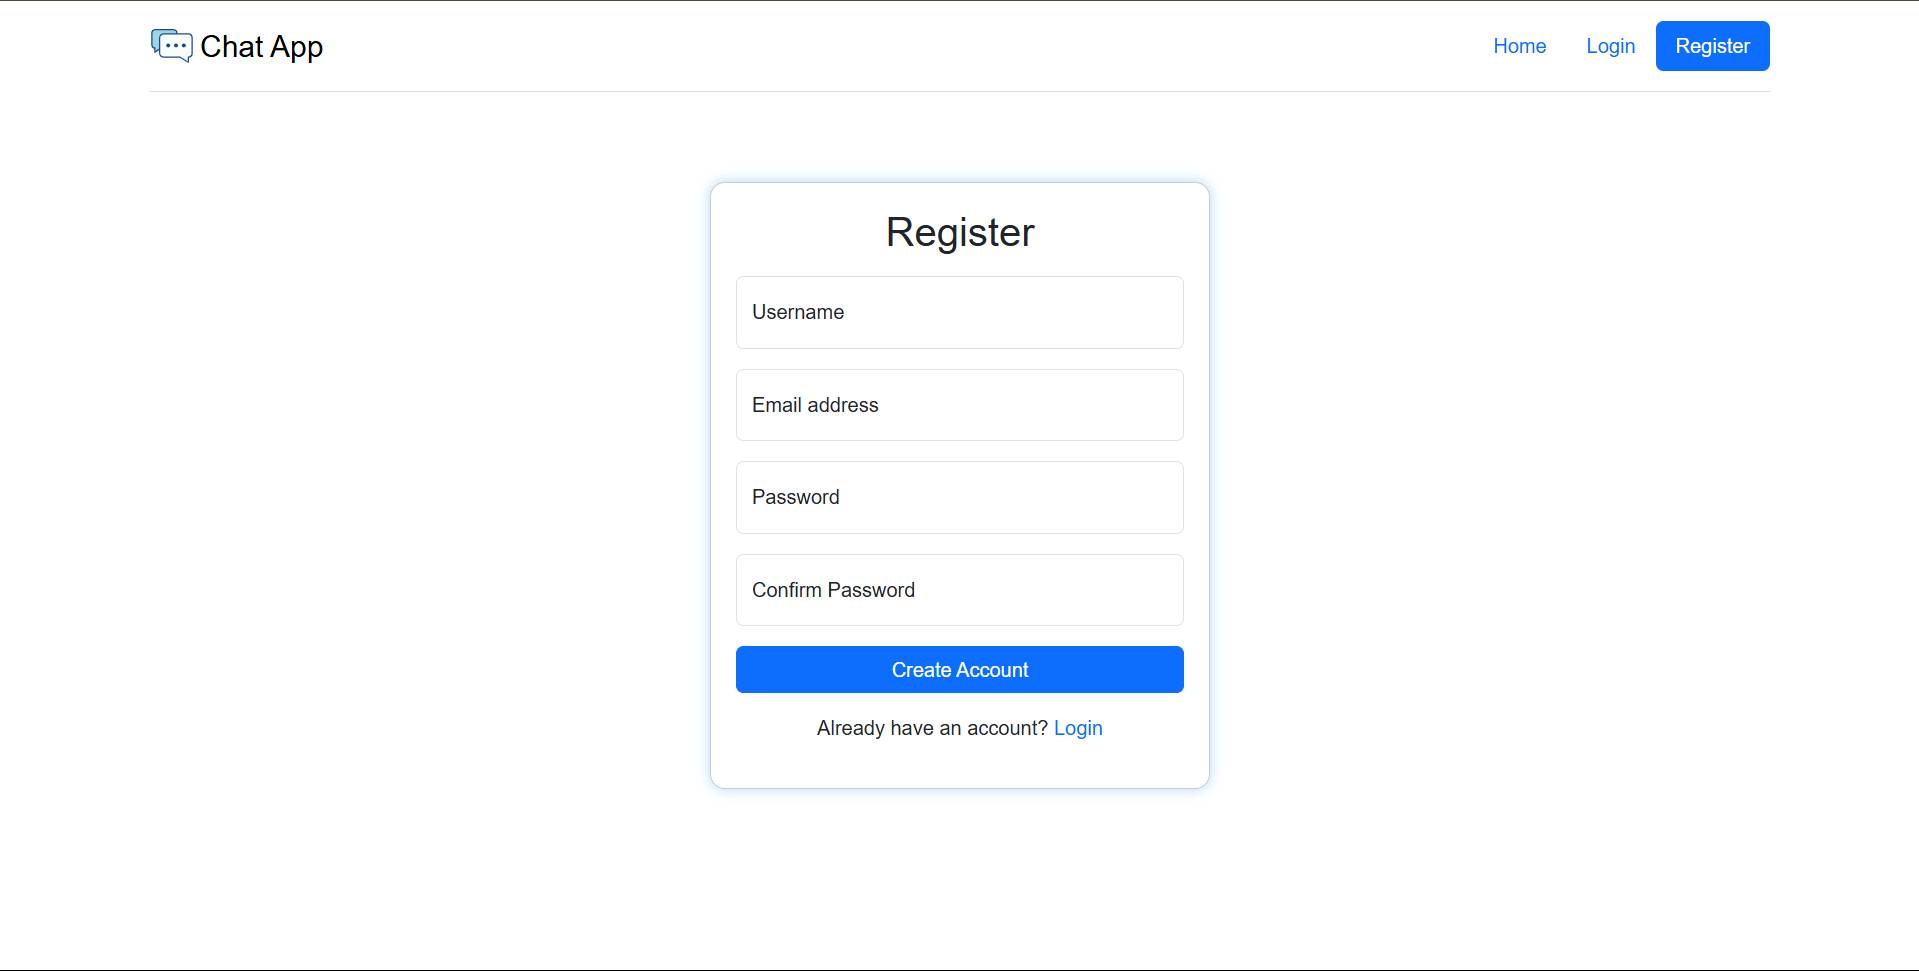 Chat App
Home Login Register
Register
Username
Email address
Password
Confirm Password
Create Account
Already have an account? Login